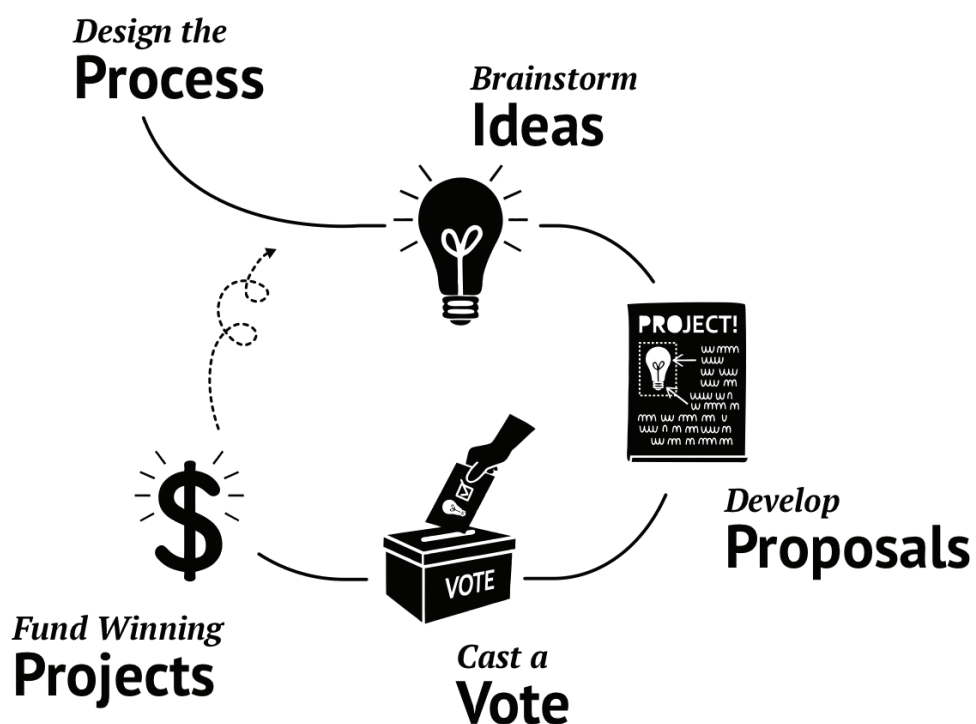 Design the
Process
Brainstorm
Ideas
PROJECT!
Develop
Proposals
VOTE
Cast a
Vote
Fund Winning
Projects